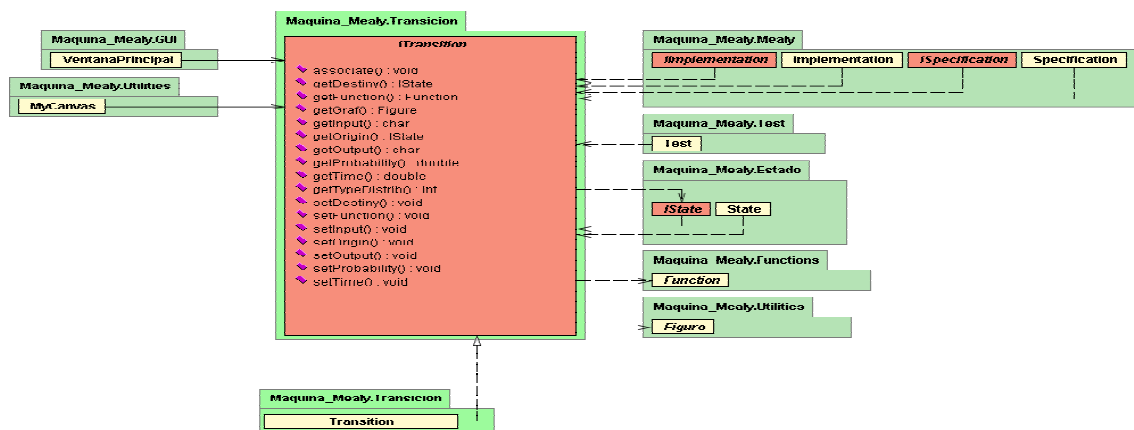 Maquina_Mealy.Transicion
ITransition
associate() : void
getDestiny() : IState
getFunction() : Function
getGraf() : Figure
getInput() : char
getOrigin() : IState
getOutput() : char
getProbability() : double
getTime() : double
getTypeDistrib() : int
setDestiny() : void
setFunction() : void
setInput() : void
setOrigin() : void
setOutput() : void
setProbability() : void
setTime() : void
Maquina_Mealy.GUI
VentanaPrincipal
Maquina_Mealy.Utilities
MyCanvas
Maquina_Mealy.Mealy
IImplementation Implementation ISpecification Specification
Maquina_Mealy.Test
Test
Maquina_Mealy.Estado
IState State
Maquina_Mealy.Functions
Function
Maquina_Mealy.Utilities
Figure
Maquina_Mealy.Transicion
Transition